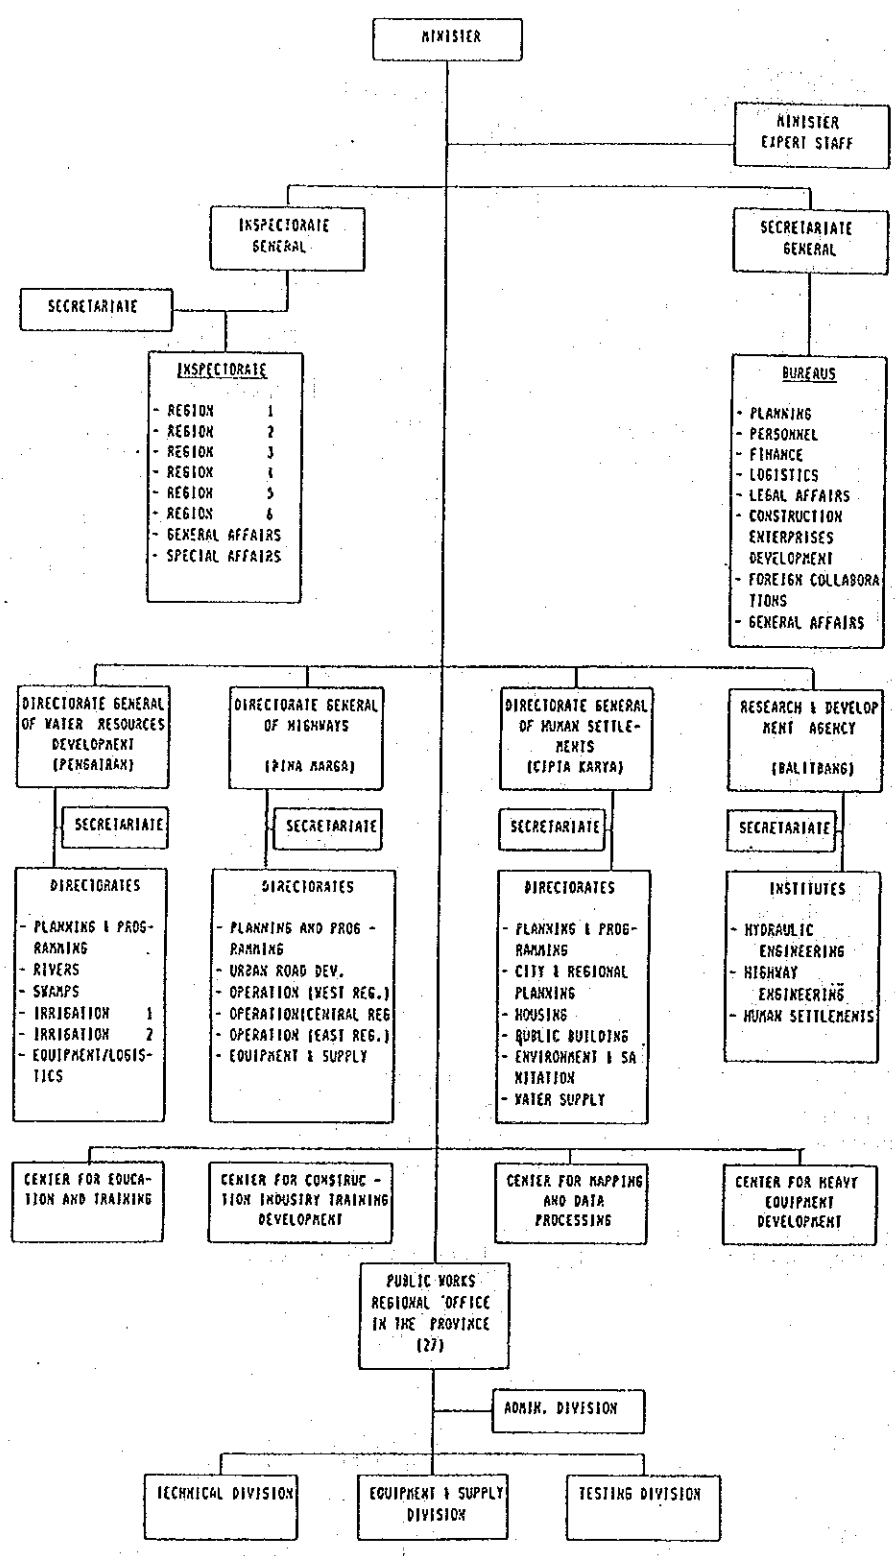 MINISTER
MINISTER
EXPERT STAFF
INSPECTORATE
GENERAL
SECRETARIATE
GENERAL
SECRETARIATE
INSPECTORATE
- REGION 1
- REGION 2
- REGION 3
- REGION 4
- REGION 5
- REGION 6
- GENERAL AFFAIRS
- SPECIAL AFFAIRS
BUREAUS
- PLANNING
- PERSONNEL
- FINANCE
- LOGISTICS
- LEGAL AFFAIRS
- CONSTRUCTION
ENTERPRISES
DEVELOPMENT
- FOREIGN COLLABORA
TIONS
- GENERAL AFFAIRS
DIRECTORATE GENERAL
OF WATER RESOURCES
DEVELOPMENT
(PENGAIRAN)
DIRECTORATE GENERAL
OF HIGHWAYS
(BINA MARGA)
DIRECTORATE GENERAL
OF HUMAN SETTLE-
MENTS
(CIPTA KARYA)
RESEARCH & DEVELOP
MENT AGENCY
(BALITBANG)
SECRETARIATE
SECRETARIATE
SECRETARIATE
SECRETARIATE
DIRECTORATES
- PLANNING & PROG-
RAMMING
- RIVERS
- SWAMPS
- IRRIGATION 1
- IRRIGATION 2
- EQUIPMENT/LOGIS-
TICS
DIRECTORATES
- PLANNING AND PROG -
RAMMING
- URBAN ROAD DEV.
- OPERATION (WEST REG.)
- OPERATION(CENTRAL REG
- OPERATION (EAST REG.)
- EQUIPMENT & SUPPLY
DIRECTORATES
- PLANNING & PROG-
RAMMING
- CITY & REGIONAL
PLANNING
- HOUSING
- PUBLIC BUILDING
- ENVIRONMENT & SA
NITATION
- WATER SUPPLY
INSTITUTES
- HYDRAULIC
ENGINEERING
- HIGHWAY
ENGINEERING
- HUMAN SETTLEMENTS
CENTER FOR EDUCA-
TION AND TRAINING
CENTER FOR CONSTRUC -
TION INDUSTRY TRAINING
DEVELOPMENT
CENTER FOR MAPPING
AND DATA
PROCESSING
CENTER FOR HEAVY
EQUIPMENT
DEVELOPMENT
PUBLIC WORKS
REGIONAL OFFICE
IN THE PROVINCE
(27)
ADMIN. DIVISION
TECHNICAL DIVISION
EQUIPMENT & SUPPLY
DIVISION
TESTING DIVISION